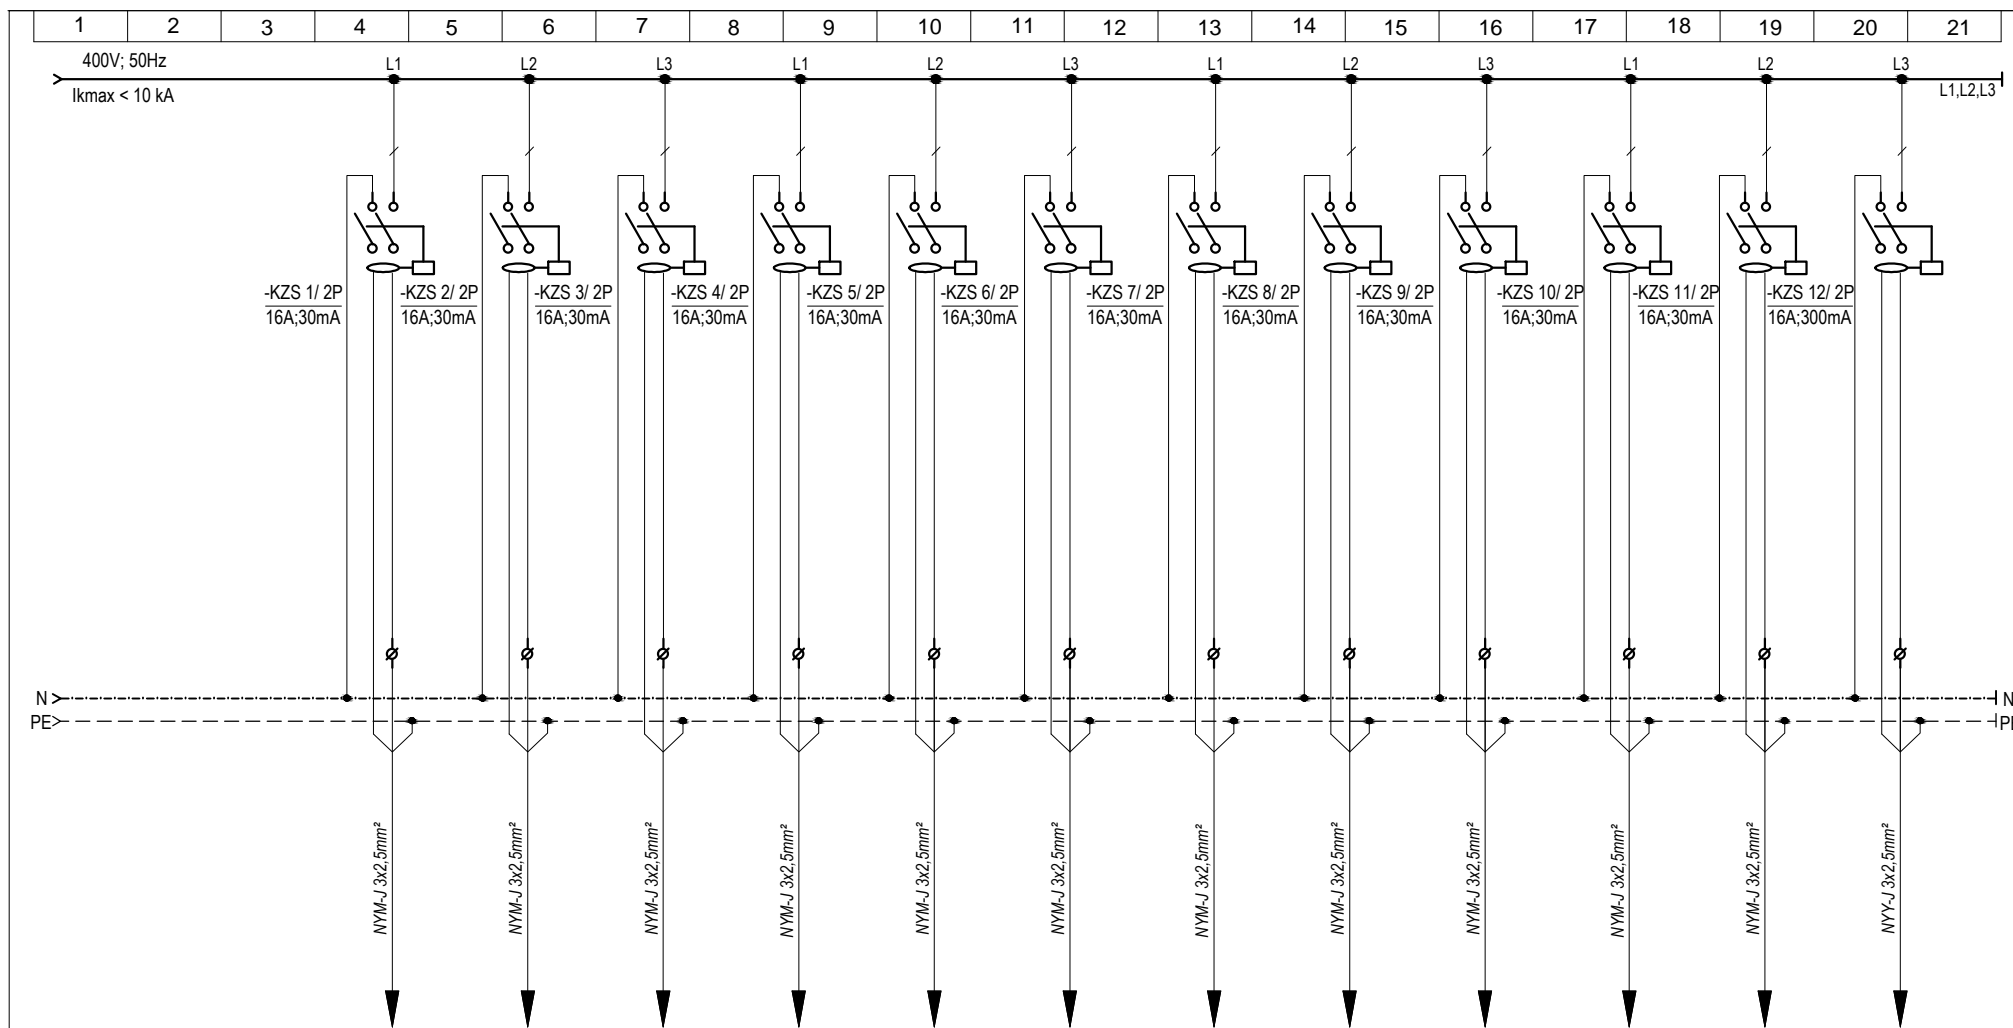 1 2 3 4 5 6 7 8 9 10 11 12 13 14 15 16 17 18 19 20 21
400V; 50Hz
L1 L2 L3 L1 L2 L3 L1 L2 L3 L1 L2 L3
Ikmax < 10 kA
L1,L2,L3
-KZS 1/ 2P
16A;30mA
-KZS 2/ 2P
16A;30mA
-KZS 3/ 2P
16A;30mA
-KZS 4/ 2P
16A;30mA
-KZS 5/ 2P
16A;30mA
-KZS 6/ 2P
16A;30mA
-KZS 7/ 2P
16A;30mA
-KZS 8/ 2P
16A;30mA
-KZS 9/ 2P
16A;30mA
-KZS 10/ 2P
16A;30mA
-KZS 11/ 2P
16A;30mA
-KZS 12/ 2P
16A;300mA
N
N
PE
NYM-J 3x2,5mm²
NYM-J 3x2,5mm²
NYM-J 3x2,5mm²
NYM-J 3x2,5mm²
NYM-J 3x2,5mm²
NYM-J 3x2,5mm²
NYM-J 3x2,5mm²
NYM-J 3x2,5mm²
NYM-J 3x2,5mm²
NYM-J 3x2,5mm²
NYM-J 3x2,5mm²
NYY-J 3x2,5mm²